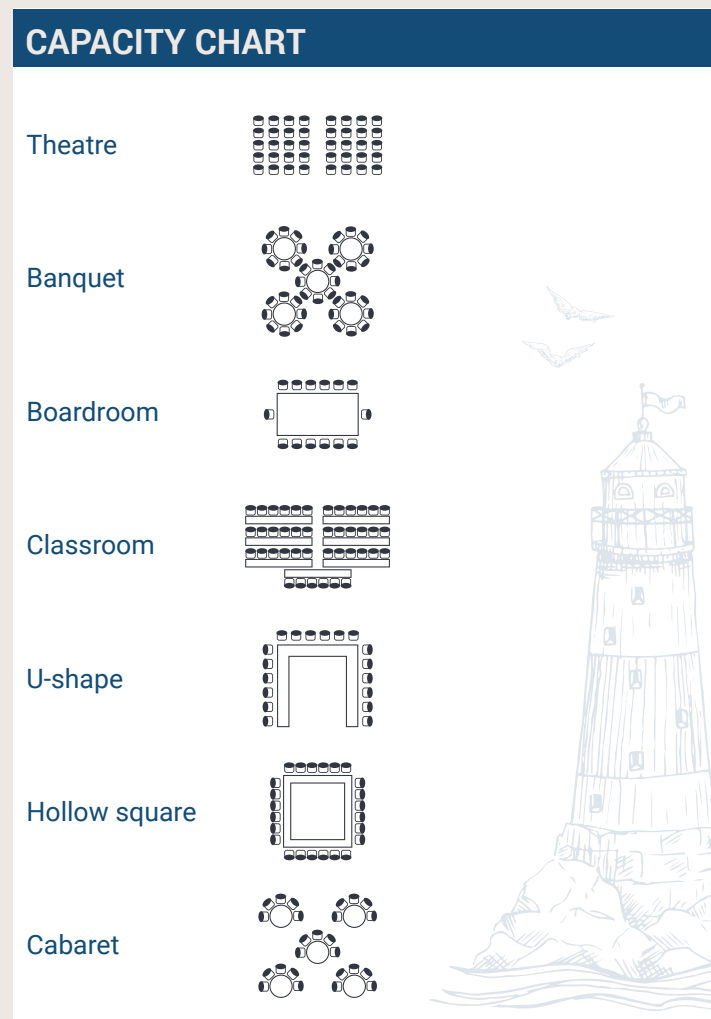 CAPACITY CHART
Theatre
Banquet
Boardroom
Classroom
U-shape
Hollow square
Cabaret